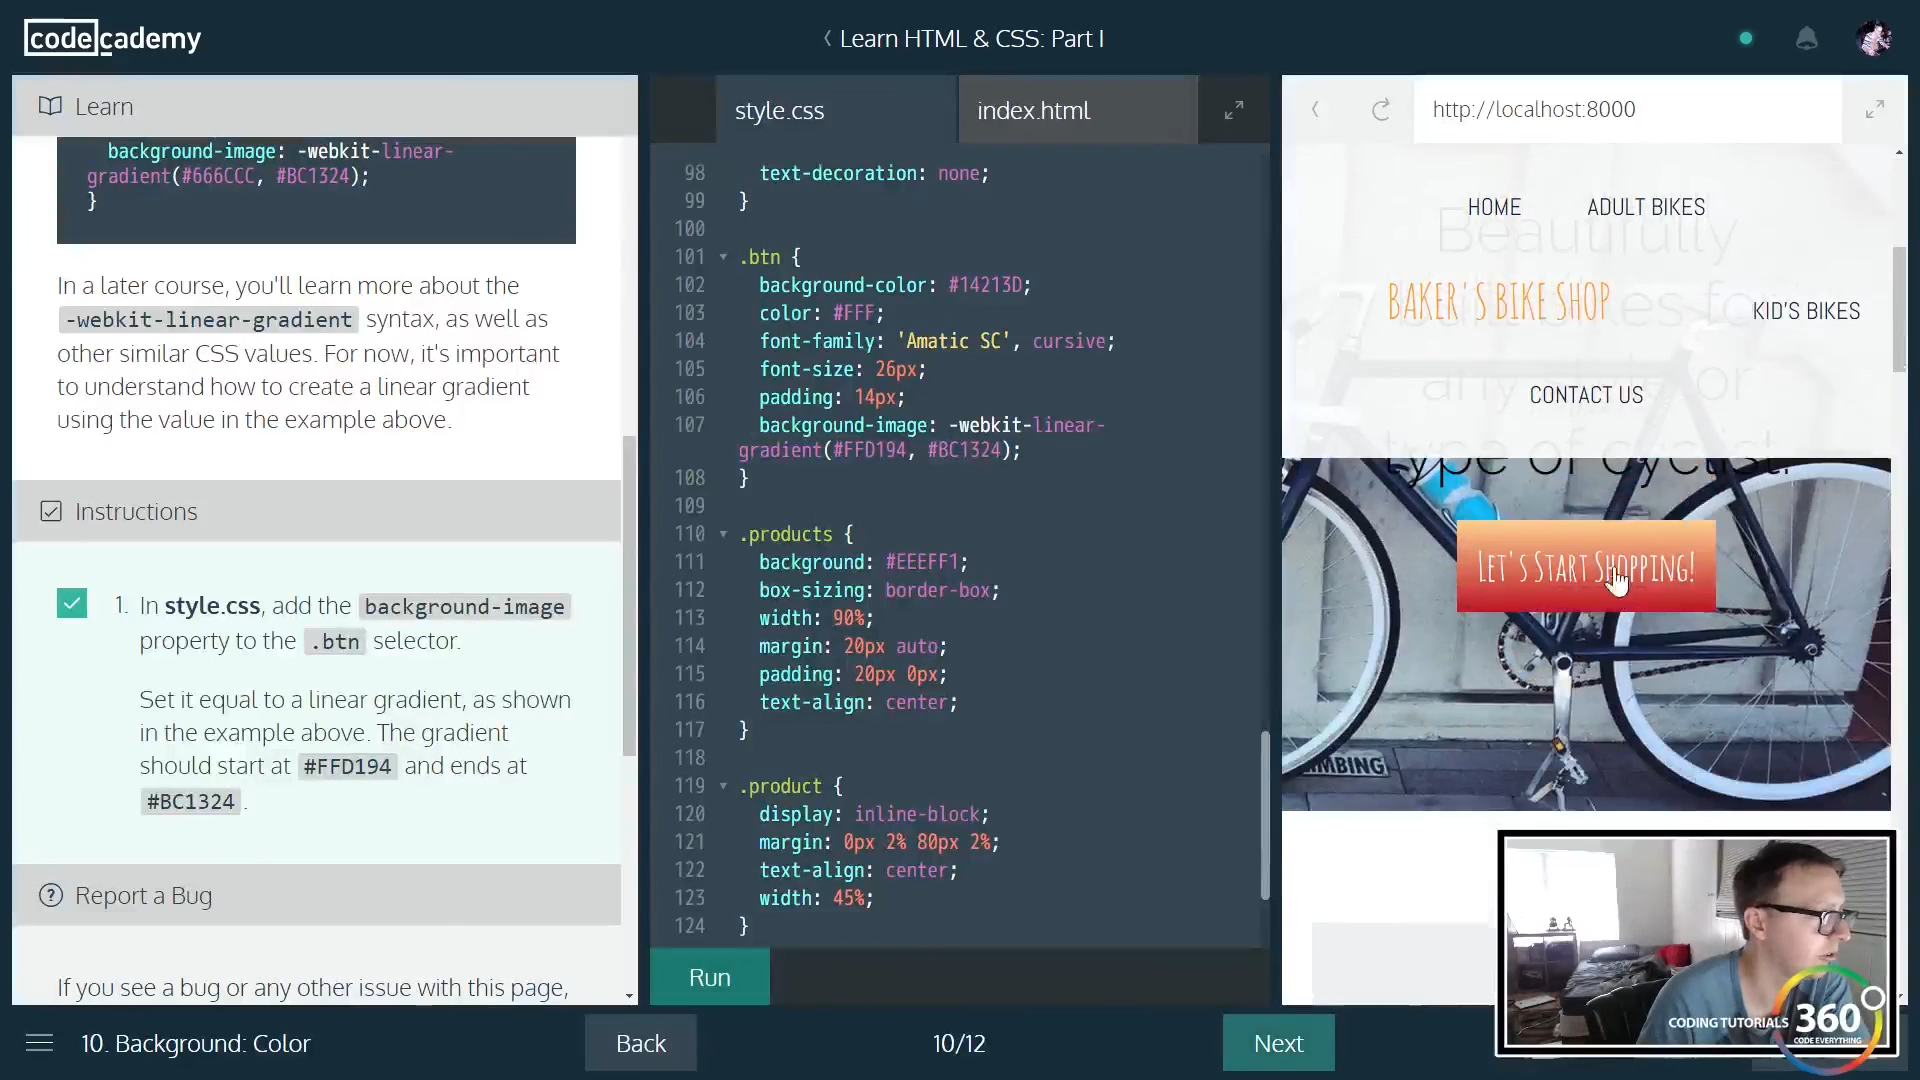 codecademy
Learn HTML & CSS: Part I
Learn
background-image: -webkit-linear-
gradient(#666CCC, #BC1324);
}
In a later course, you'll learn more about the
-webkit-linear-gradient syntax, as well as
other similar CSS values. For now, it's important
to understand how to create a linear gradient
using the value in the example above.
Instructions
1. In style.css, add the background-image
property to the .btn selector.
Set it equal to a linear gradient, as shown
in the example above. The gradient
should start at #FFD194 and ends at
#BC1324.
Report a Bug
If you see a bug or any other issue with this page,
style.css
index.html
98 text-decoration: none;
99 }
100
101 .btn {
102 background-color: #14213D;
103 color: #FFF;
104 font-family: 'Amatic SC', cursive;
105 font-size: 26px;
106 padding: 14px;
107 background-image: -webkit-linear-
gradient(#FFD194, #BC1324);
108 }
109
110 .products {
111 background: #EEEFF1;
112 box-sizing: border-box;
113 width: 90%;
114 margin: 20px auto;
115 padding: 20px 0px;
116 text-align: center;
117 }
118
119 .product {
120 display: inline-block;
121 margin: 0px 2% 80px 2%;
122 text-align: center;
123 width: 45%;
124 }
Run
http://localhost:8000
HOME ADULT BIKES
Beautifully
BAKER'S BIKE SHOP
KID'S BIKES
CONTACT US
type of cyclist.
LET'S START SHOPPING!
MBING
CODING TUTORIALS 360
CODE EVERYTHING
10. Background: Color
Back
10/12
Next